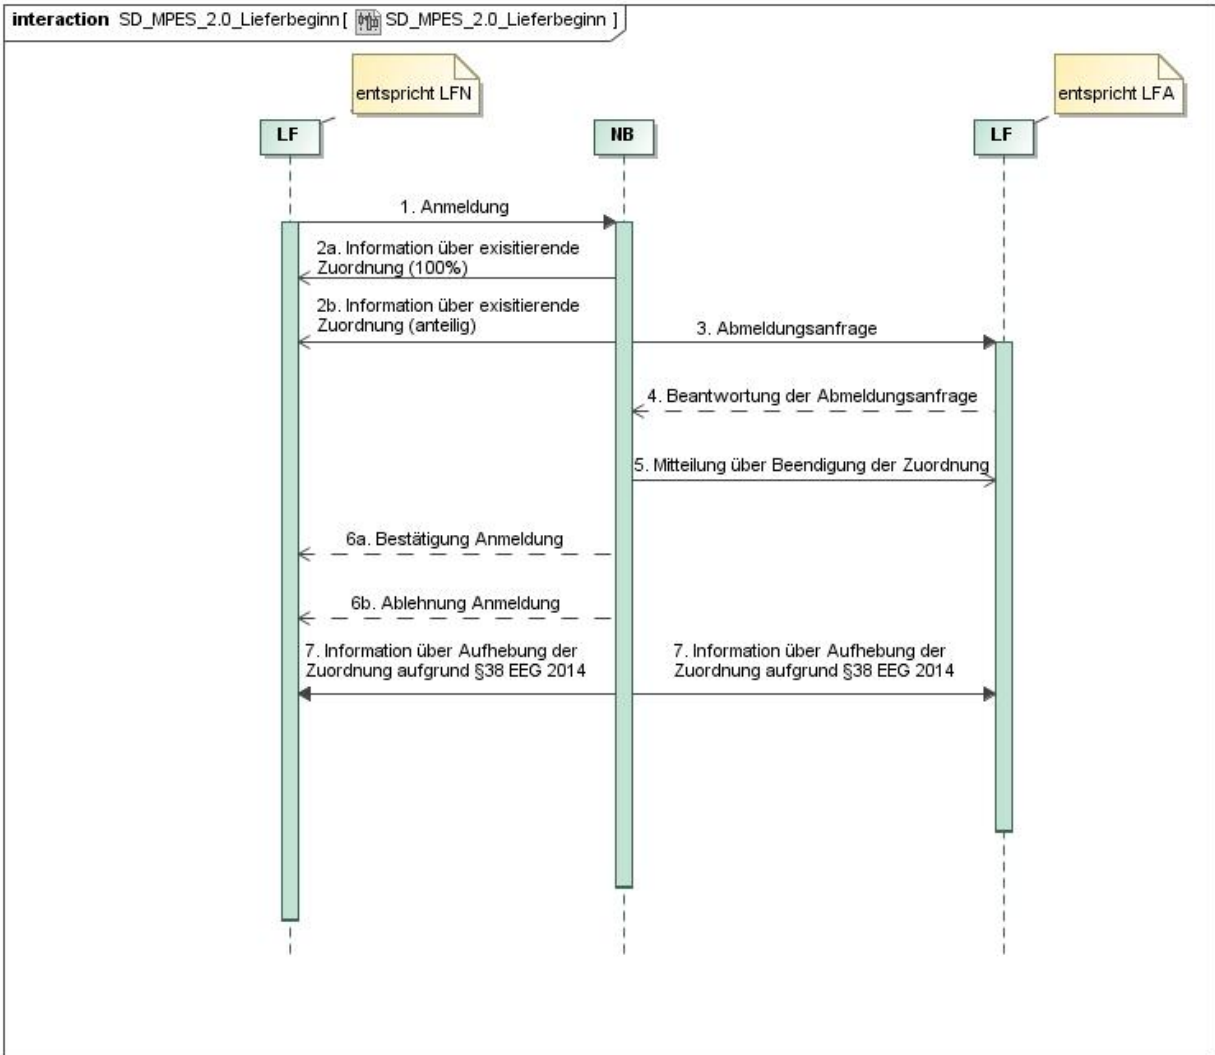 interaction SD_MPES_2.0_Lieferbeginn [ SD_MPES_2.0_Lieferbeginn ]
entspricht LFN
entspricht LFA
LF
NB
LF
1. Anmeldung
2a. Information über exisitierende
Zuordnung (100%)
2b. Information über exisitierende
Zuordnung (anteilig)
3. Abmeldungsanfrage
4. Beantwortung der Abmeldungsanfrage
5. Mitteilung über Beendigung der Zuordnung
6a. Bestätigung Anmeldung
6b. Ablehnung Anmeldung
7. Information über Aufhebung der
Zuordnung aufgrund §38 EEG 2014
7. Information über Aufhebung der
Zuordnung aufgrund §38 EEG 2014